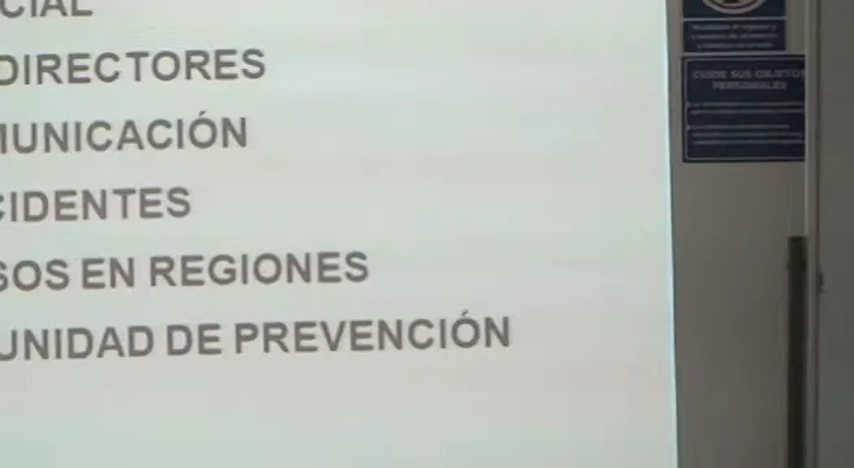 CIAL
DIRECTORES
MUNICACIÓN
CIDENTES
SOS EN REGIONES
UNIDAD DE PREVENCIÓN
CUIDE SUS OBJETOS
PERSONALES